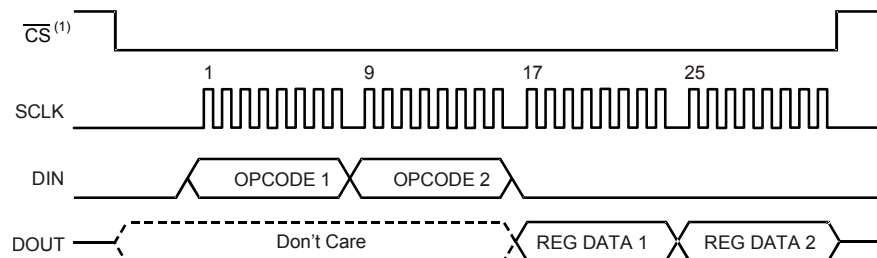 CS (1)
1 9 17 25
SCLK
DIN OPCODE 1 OPCODE 2
DOUT Don't Care REG DATA 1 REG DATA 2